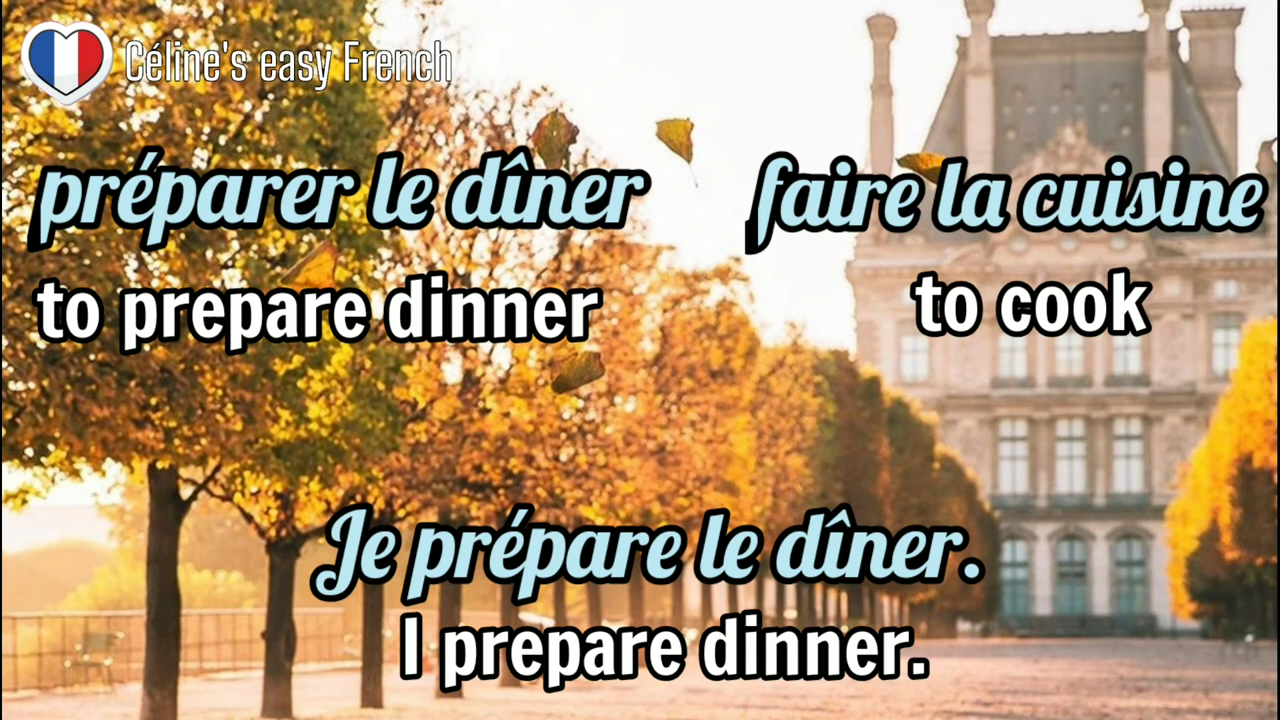 Céline's easy French
préparer le dîner
to prepare dinner
faire la cuisine
to cook
Je prépare le dîner.
I prepare dinner.